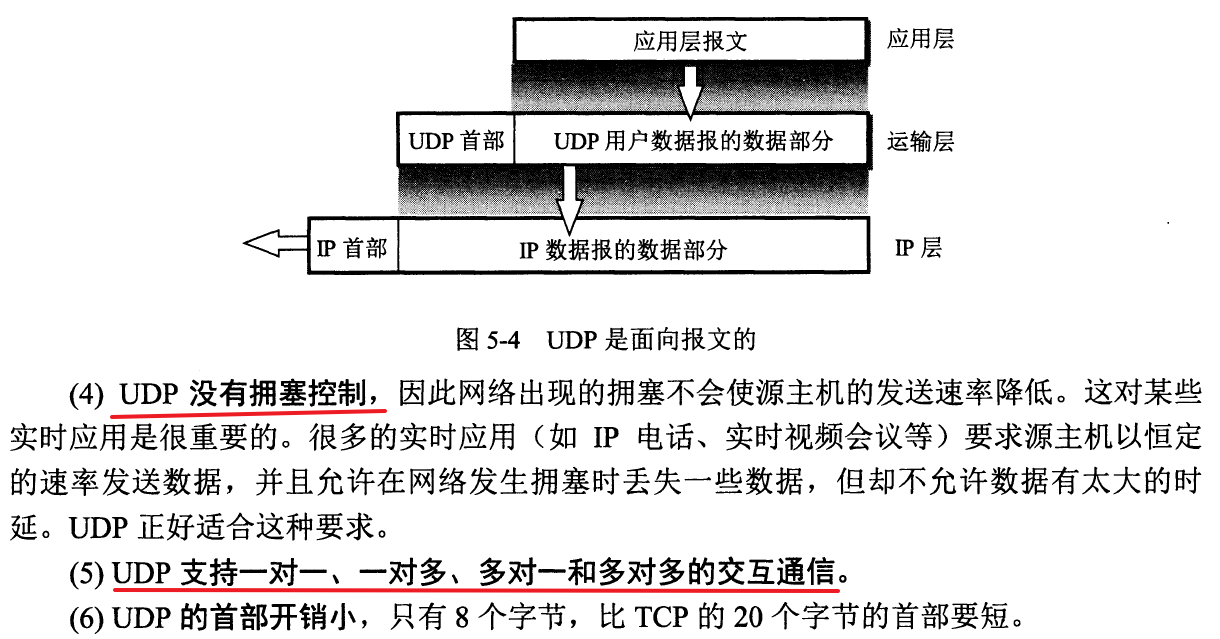 应用层报文 应用层
UDP 首部 UDP 用户数据报的数据部分 运输层
IP 首部 IP 数据报的数据部分 IP 层
图 5-4 UDP 是面向报文的
(4) UDP 没有拥塞控制，因此网络出现的拥塞不会使源主机的发送速率降低。这对某些
实时应用是很重要的。很多的实时应用（如 IP 电话、实时视频会议等）要求源主机以恒定
的速率发送数据，并且允许在网络发生拥塞时丢失一些数据，但却不允许数据有太大的时
延。UDP 正好适合这种要求。
(5) UDP 支持一对一、一对多、多对一和多对多的交互通信。
(6) UDP 的首部开销小，只有 8 个字节，比 TCP 的 20 个字节的首部要短。